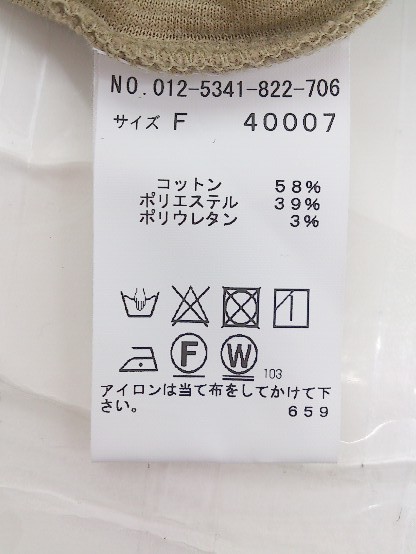 NO.012-5341-822-706
サイズ F 40007
コットン 58%
ポリエステル 39%
ポリウレタン 3%
F W 103
アイロンは当て布をしてかけて下
さい。 659